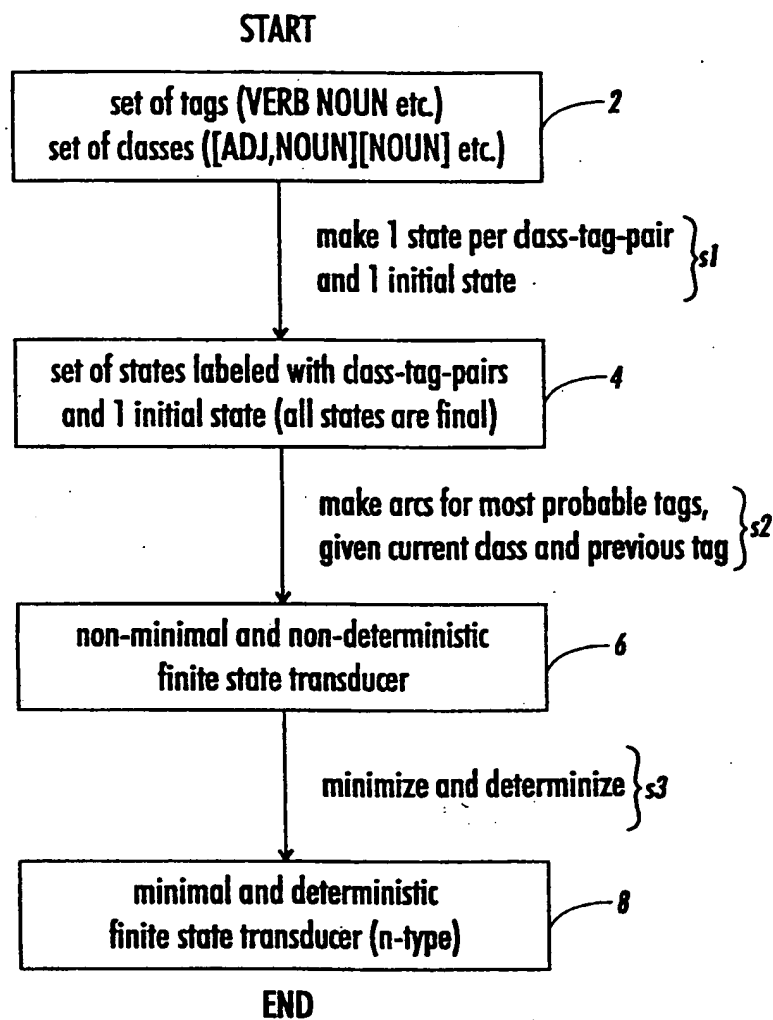 START
set of tags (VERB NOUN etc.)
set of classes ([ADJ,NOUN][NOUN] etc.)
2
make 1 state per class-tag-pair
and 1 initial state
s1
set of states labeled with class-tag-pairs
and 1 initial state (all states are final)
4
make arcs for most probable tags,
given current class and previous tag
s2
non-minimal and non-deterministic
finite state transducer
6
minimize and determinize
s3
minimal and deterministic
finite state transducer (n-type)
8
END